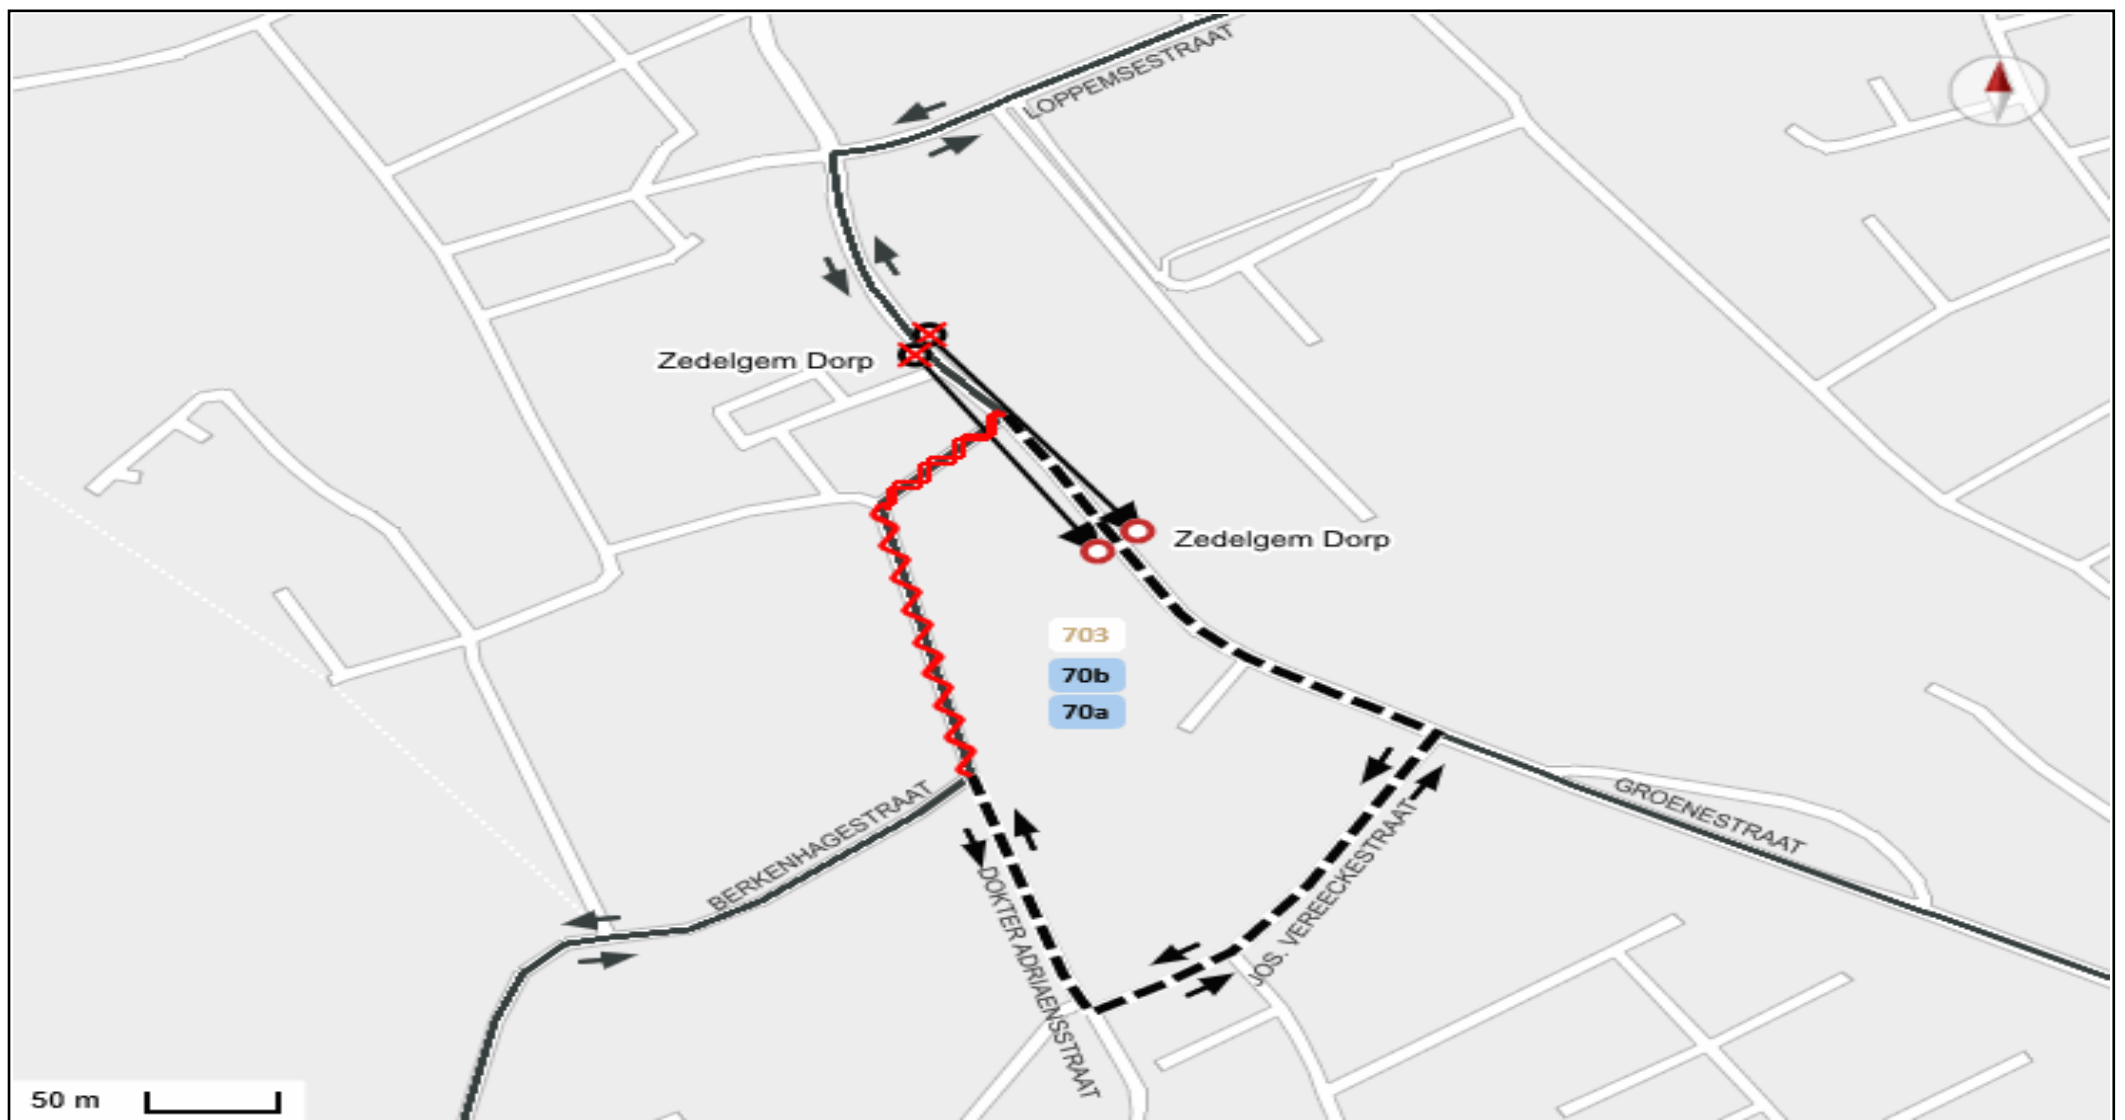 LOPPEMSESTRAAT
Zedelgem Dorp
Zedelgem Dorp
703
70b
70a
BERKENHAGESTRAAT
GROENESTRAAT
JOS. VEREECKESTRAAT
DOKTER ADRIAENSSTRAAT
50 m